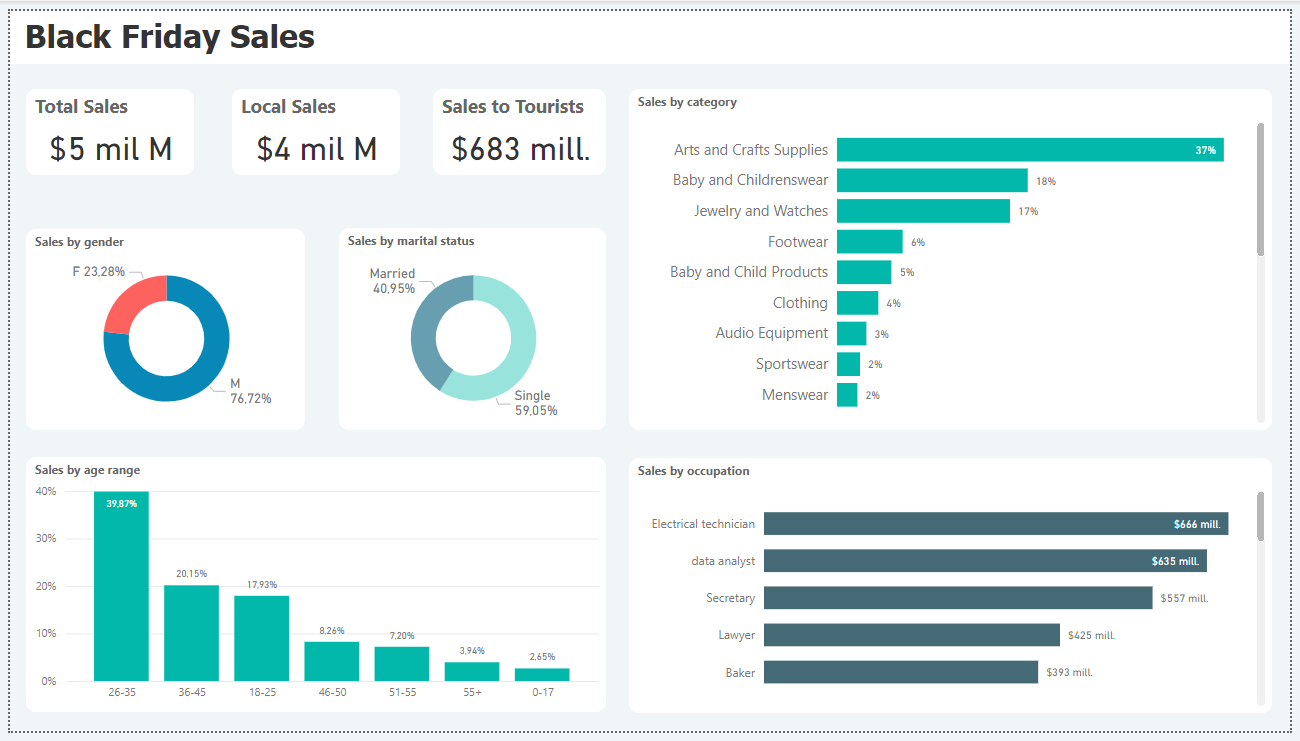 Black Friday Sales
Total Sales
$5 mil M
Local Sales
$4 mil M
Sales to Tourists
$683 mill.
Sales by category
Arts and Crafts Supplies 37%
Baby and Childrenswear 18%
Jewelry and Watches 17%
Footwear 6%
Baby and Child Products 5%
Clothing 4%
Audio Equipment 3%
Sportswear 2%
Menswear 2%
Sales by gender
F 23,28%
M
76,72%
Sales by marital status
Married
40,95%
Single
59,05%
Sales by age range
40%
30%
20%
10%
0%
39,87%
20,15%
17,93%
8,26%
7,20%
3,94%
2,65%
26-35 36-45 18-25 46-50 51-55 55+ 0-17
Sales by occupation
Electrical technician $666 mill.
data analyst $635 mill.
Secretary $557 mill.
Lawyer $425 mill.
Baker $393 mill.